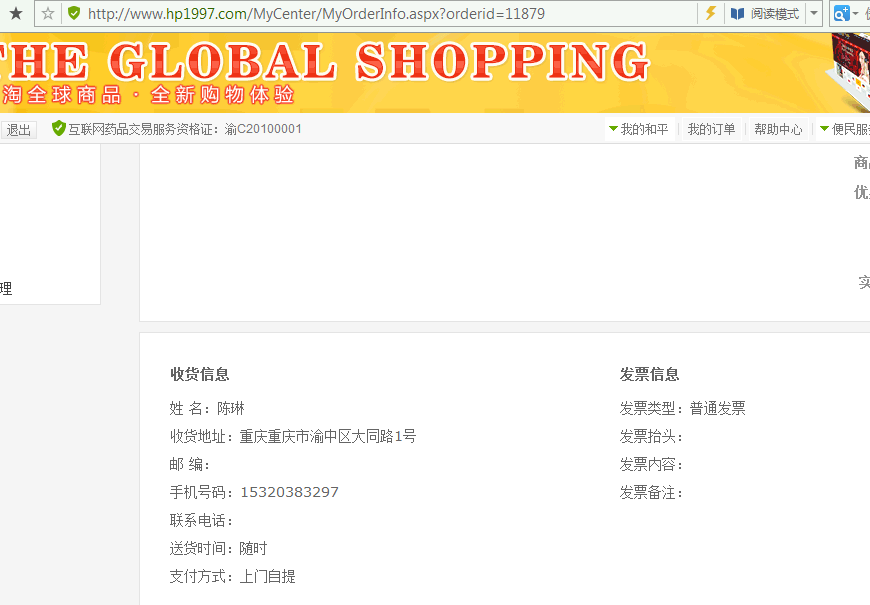 http://www.hp1997.com/MyCenter/MyOrderInfo.aspx?orderid=11879 阅读模式
THE GLOBAL SHOPPING
淘全球商品·全新购物体验
退出 互联网药品交易服务资格证：渝C20100001 我的和平 我的订单 帮助中心 便民服
商
优
理
实
收货信息 发票信息
姓 名：陈琳 发票类型：普通发票
收货地址：重庆重庆市渝中区大同路1号 发票抬头：
邮 编： 发票内容：
手机号码：15320383297 发票备注：
联系电话：
送货时间：随时
支付方式：上门自提